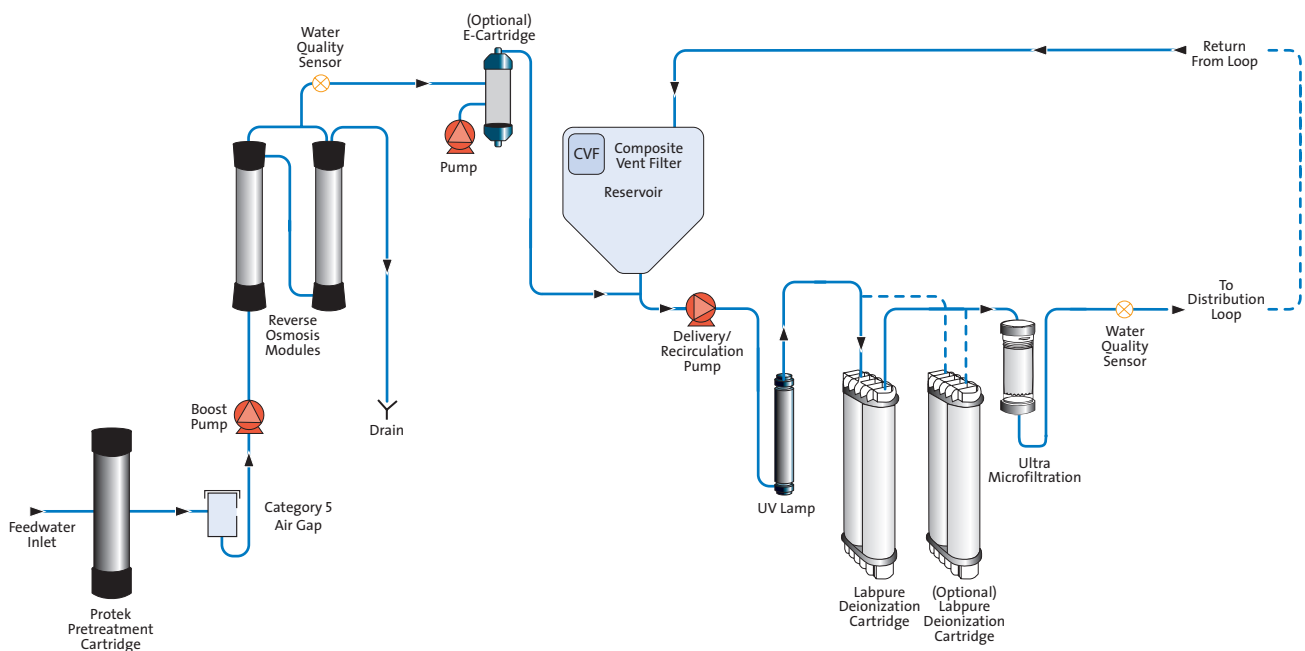 (Optional)
E-Cartridge
Water
Quality
Sensor
Return
From Loop
Pump
CVF
Composite
Vent Filter
Reservoir
To
Distribution
Loop
Reverse
Osmosis
Modules
Delivery/
Recirculation
Pump
Water
Quality
Sensor
Boost
Pump
Drain
Ultra
Microfiltration
Feedwater
Inlet
Category 5
Air Gap
UV Lamp
Labpure
Deionization
Cartridge
(Optional)
Labpure
Deionization
Cartridge
Protek
Pretreatment
Cartridge